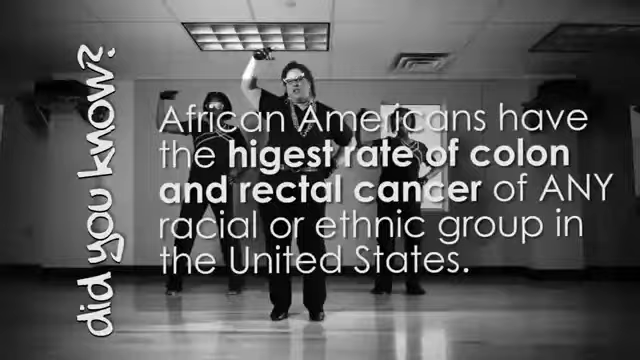 did you know?
African Americans have
the higest rate of colon
and rectal cancer of ANY
racial or ethnic group in
the United States.